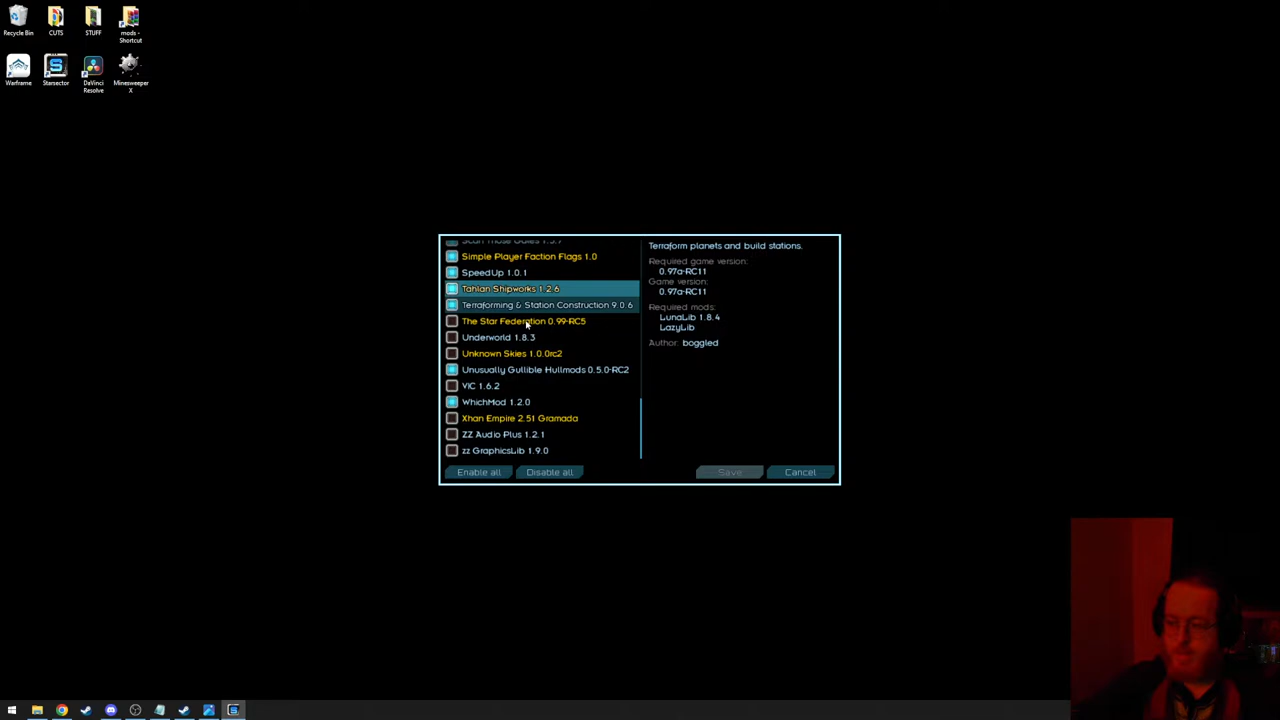 Recycle Bin
CUTS
STUFF
mods -
Shortcut
Warframe
Starsector
DaVinci
Resolve
Minesweeper
X
Simple Player Faction Flags 1.0
SpeedUp 1.0.1
Tahlan Shipworks 1.2.6
Terraforming & Station Construction 9.0.6
The Star Federation 0.99-RC5
Underworld 1.8.3
Unknown Skies 1.0.0rc2
Unusually Gullible Hullmods 0.5.0-RC2
VIC 1.6.2
WhichMod 1.2.0
Xhan Empire 2.51 Gramada
ZZ Audio Plus 1.2.1
zz GraphicsLib 1.9.0
Enable all
Disable all
Terraform planets and build stations.
Required game version:
0.97a-RC11
Game version:
0.97a-RC11
Required mods:
LunaLib 1.8.4
LazyLib
Author: boggled
Save
Cancel